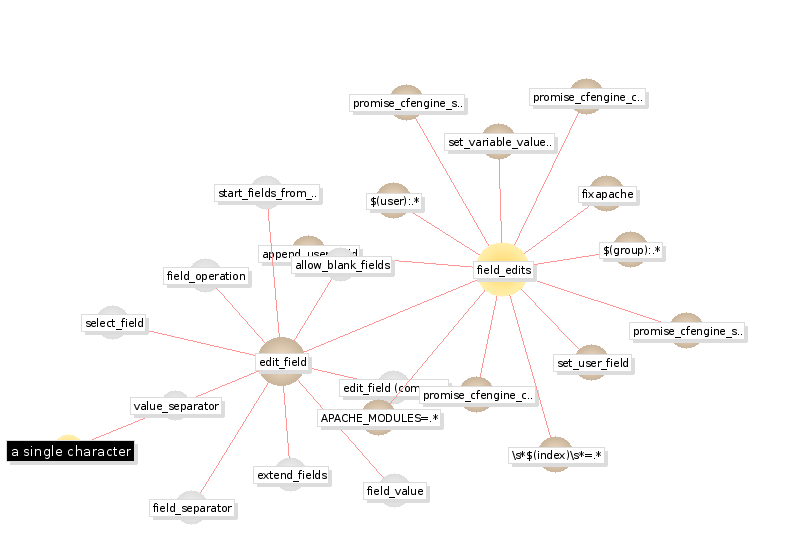 promise_cfengine_s..
promise_cfengine_c..
set_variable_value..
start_fields_from_..
$(user):.*
fixapache
append_user
allow_blank_fields
$(group):.*
field_operation
field_edits
select_field
promise_cfengine_s..
edit_field
set_user_field
edit_field (com
promise_cfengine_c..
value_separator
APACHE_MODULES=.*
a single character
\s*$(index)\s*=.*
extend_fields
field_value
field_separator